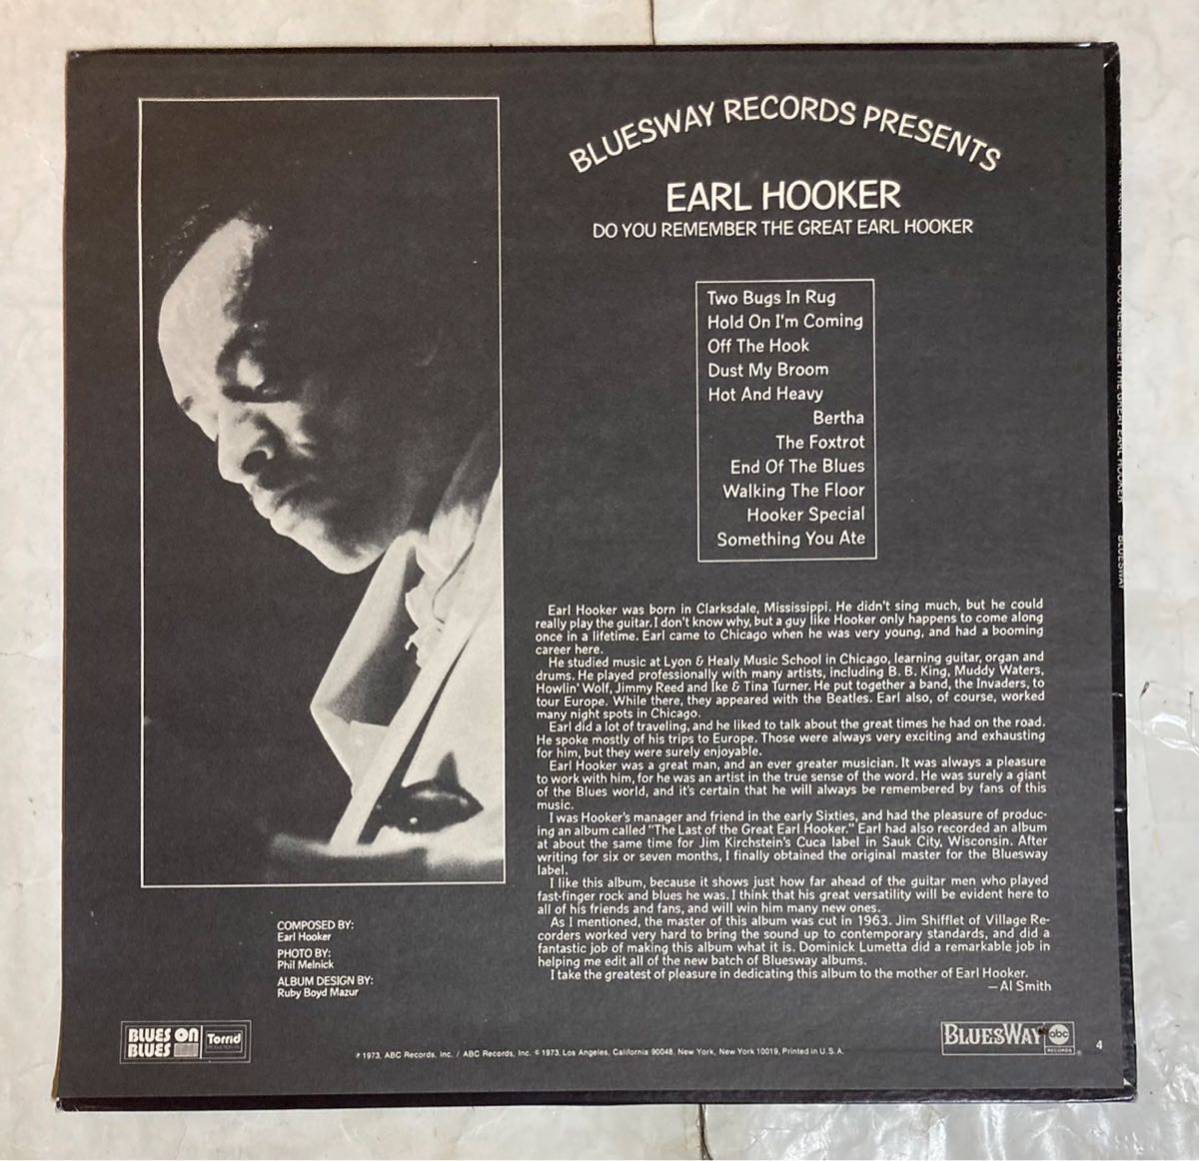 BLUESWAY RECORDS PRESENTS
EARL HOOKER
DO YOU REMEMBER THE GREAT EARL HOOKER
Two Bugs In Rug
Hold On I'm Coming
Off The Hook
Dust My Broom
Hot And Heavy
Bertha
The Foxtrot
End Of The Blues
Walking The Floor
Hooker Special
Something You Ate
Earl Hooker was born in Clarksdale, Mississippi. He didn't sing much, but he could
really play the guitar. I don't know why, but a guy like Hooker only happens to come along
once in a lifetime. Earl came to Chicago when he was very young, and had a booming
career here.
He studied music at Lyon & Healy Music School in Chicago, learning guitar, organ and
drums. He played professionally with many artists, including B. B. King, Muddy Waters,
Howlin' Wolf, Jimmy Reed and Ike & Tina Turner. He put together a band, the Invaders, to
tour Europe. While there, they appeared with the Beatles. Earl also, of course, worked
many night spots in Chicago.
Earl did a lot of traveling, and he liked to talk about the great times he had on the road.
He spoke mostly of his trips to Europe. Those were always very exciting and exhausting
for him, but they were surely enjoyable.
Earl Hooker was a great man, and an ever greater musician. It was always a pleasure
to work with him, for he was an artist in the true sense of the word. He was surely a giant
of the Blues world, and it's certain that he will always be remembered by fans of this
music.
I was Hooker's manager and friend in the early Sixties, and had the pleasure of produc-
ing an album called "The Last of the Great Earl Hooker." Earl had also recorded an album
at about the same time for Jim Kirchstein's Cuca label in Sauk City, Wisconsin. After
writing for six or seven months, I finally obtained the original master for the Bluesway
label.
I like this album, because it shows just how far ahead of the guitar men who played
fast-finger rock and blues he was. I think that his great versatility will be evident here to
all of his friends and fans, and will win him many new ones.
As I mentioned, the master of this album was cut in 1963. Jim Shifflet of Village Re-
corders worked very hard to bring the sound up to contemporary standards, and did a
fantastic job of making this album what it is. Dominick Lumetta did a remarkable job in
helping me edit all of the new batch of Bluesway albums.
I take the greatest of pleasure in dedicating this album to the mother of Earl Hooker.
—Al Smith
COMPOSED BY:
Earl Hooker
PHOTO BY:
Phil Melnick
ALBUM DESIGN BY:
Ruby Boyd Mazur
BLUES ON
BLUES
Torrid
℗ 1973, ABC Records, Inc. / ABC Records, Inc. © 1973, Los Angeles, California 90048, New York, New York 10019, Printed in U.S.A.
BLUESWAY
abc
RECORDS
4